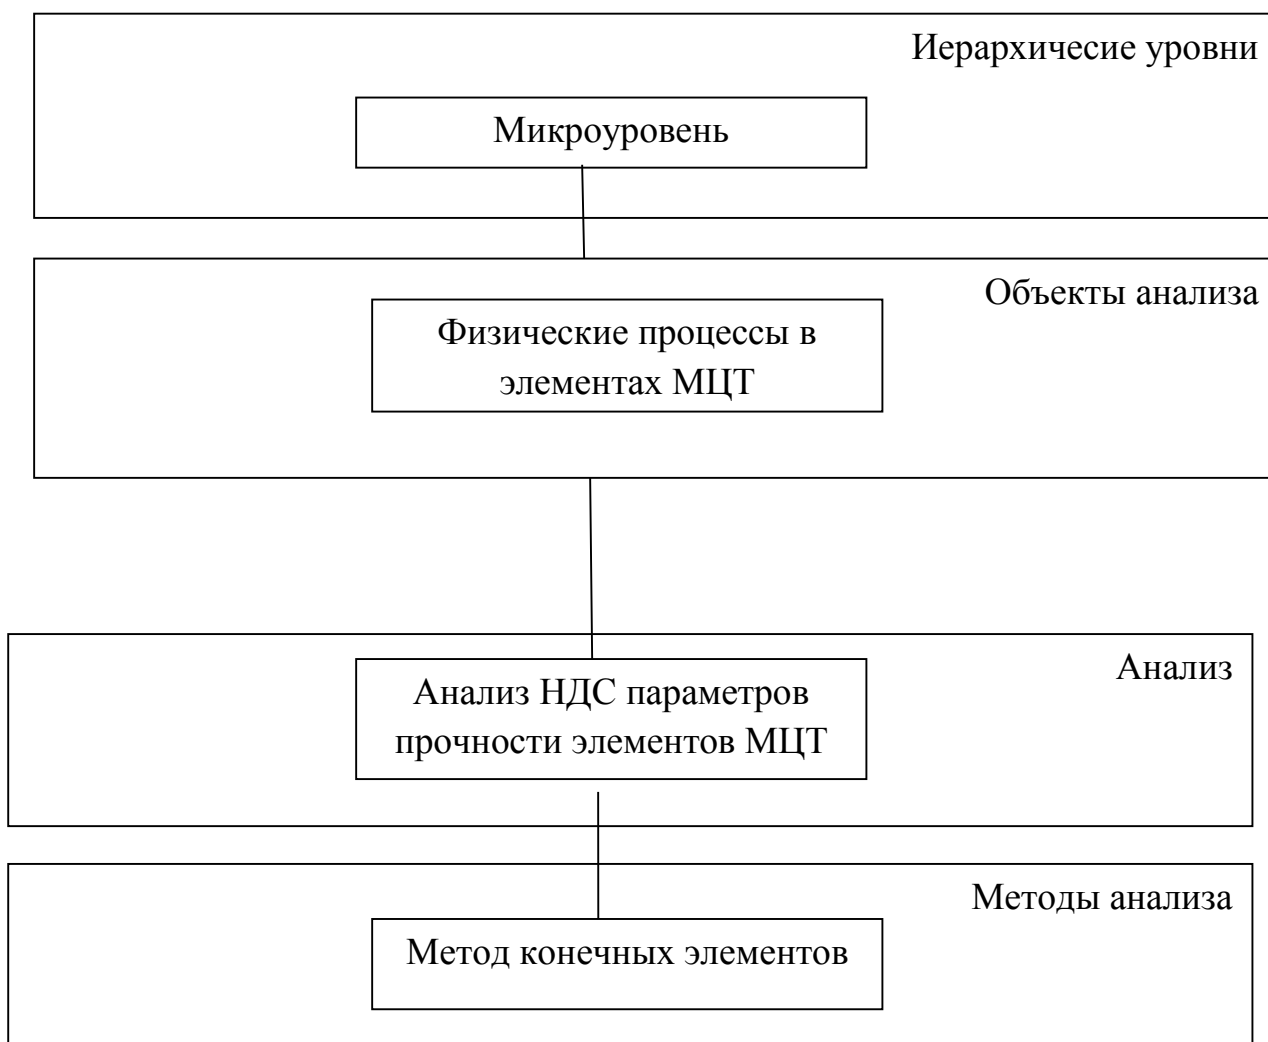 Иерархичесие уровни
Микроуровень
Объекты анализа
Физические процессы в
элементах МЦТ
Анализ
Анализ НДС параметров
прочности элементов МЦТ
Методы анализа
Метод конечных элементов